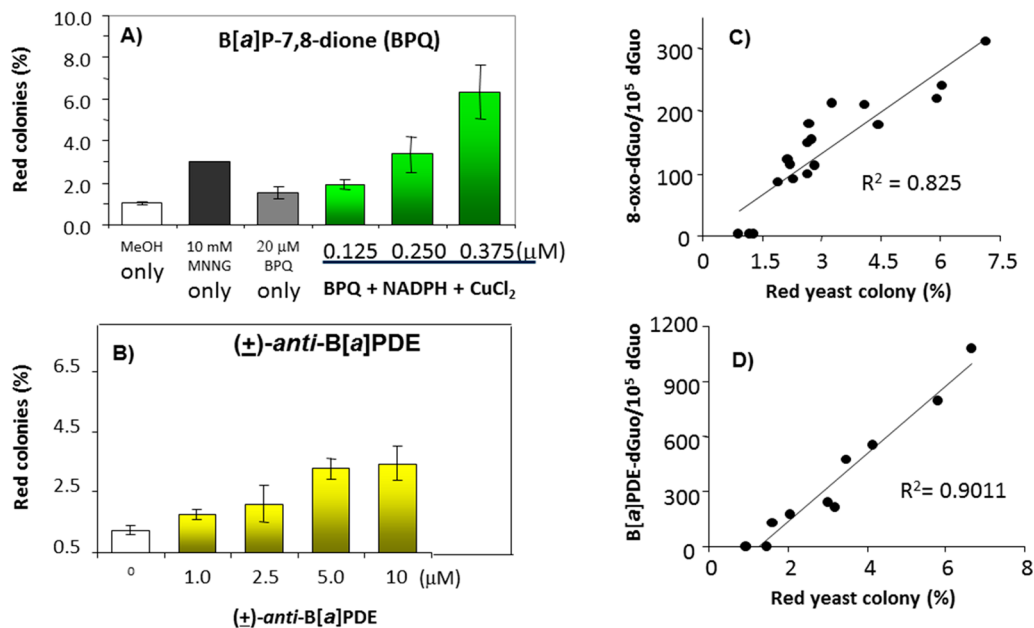 A)
B[a]P-7,8-dione (BPQ)
Red colonies (%)
10.0
8.0
6.0
4.0
2.0
0.0
MeOH
only
10 mM
MNNG
only
20 μM
BPQ
only
0.125 0.250 0.375 (μM)
BPQ + NADPH + CuCl₂
B)
(±)-anti-B[a]PDE
Red colonies (%)
6.5
4.5
2.5
0.5
0 1.0 2.5 5.0 10 (μM)
(±)-anti-B[a]PDE
C)
8-oxo-dGuo/10⁵ dGuo
300
200
100
0
R² = 0.825
0 1.5 3 4.5 6 7.5
Red yeast colony (%)
D)
B[a]PDE-dGuo/10⁵ dGuo
1200
900
600
300
0
R²= 0.9011
0 2 4 6 8
Red yeast colony (%)